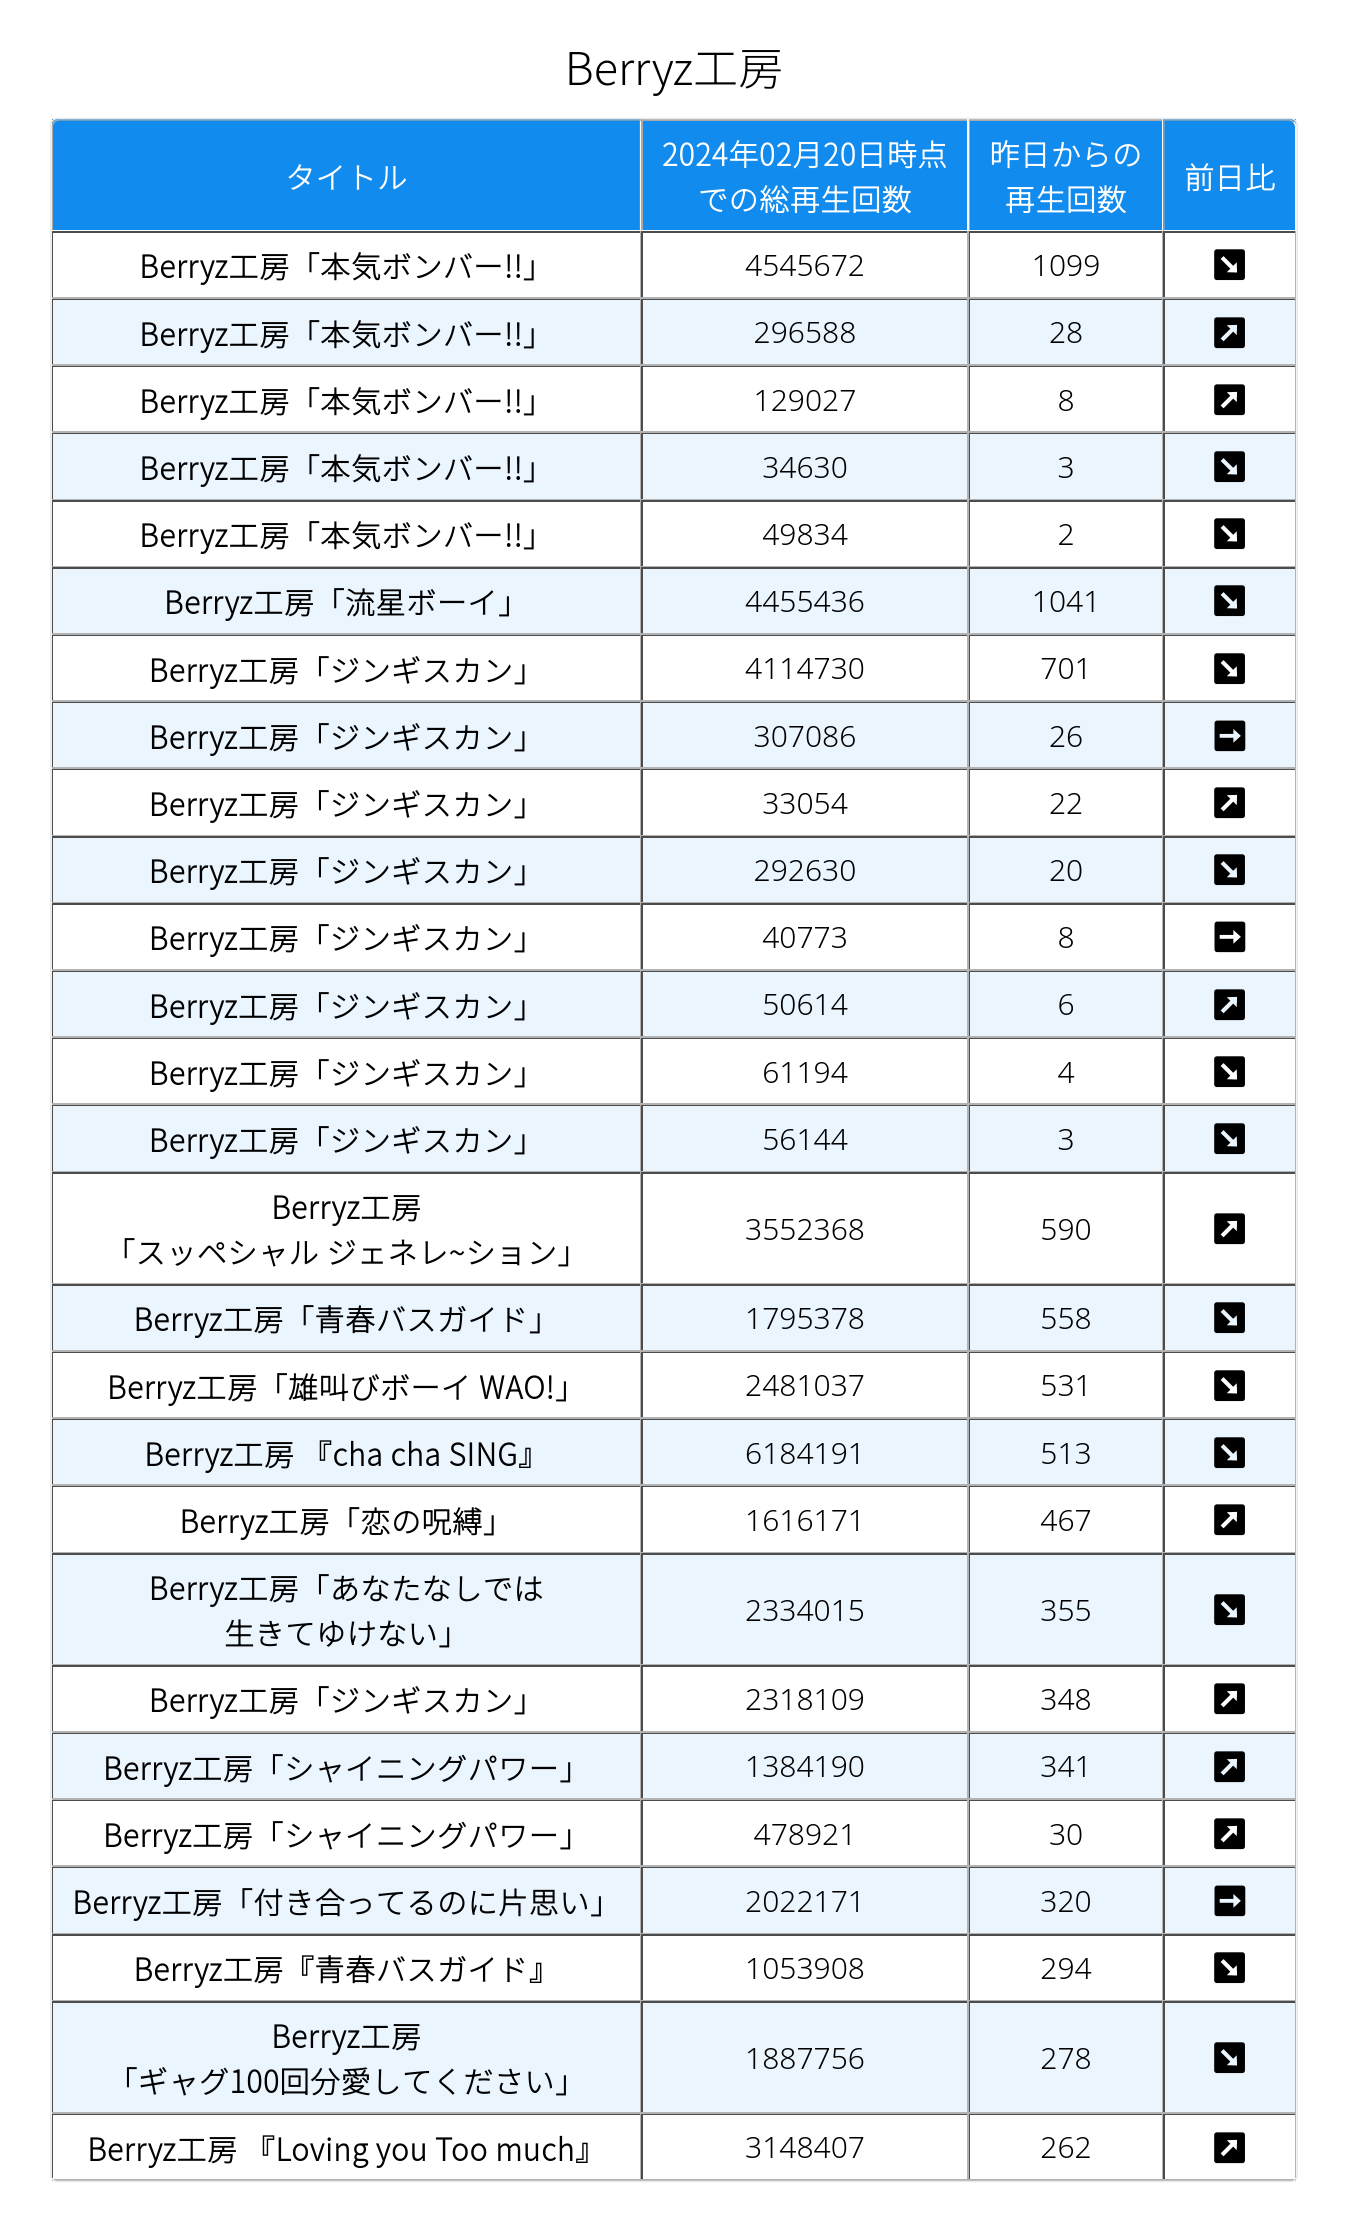 Berryz工房
タイトル 2024年02月20日時点 昨日からの 前日比
での総再生回数 再生回数
Berryz工房「本気ボンバー!!」 4545672 1099 ↘
Berryz工房「本気ボンバー!!」 296588 28 ↗
Berryz工房「本気ボンバー!!」 129027 8 ↗
Berryz工房「本気ボンバー!!」 34630 3 ↘
Berryz工房「本気ボンバー!!」 49834 2 ↘
Berryz工房「流星ボーイ」 4455436 1041 ↘
Berryz工房「ジンギスカン」 4114730 701 ↘
Berryz工房「ジンギスカン」 307086 26 →
Berryz工房「ジンギスカン」 33054 22 ↗
Berryz工房「ジンギスカン」 292630 20 ↘
Berryz工房「ジンギスカン」 40773 8 →
Berryz工房「ジンギスカン」 50614 6 ↗
Berryz工房「ジンギスカン」 61194 4 ↘
Berryz工房「ジンギスカン」 56144 3 ↘
Berryz工房
「スッペシャル ジェネレ~ション」 3552368 590 ↗
Berryz工房「青春バスガイド」 1795378 558 ↘
Berryz工房「雄叫びボーイ WAO!」 2481037 531 ↘
Berryz工房 『cha cha SING』 6184191 513 ↘
Berryz工房「恋の呪縛」 1616171 467 ↗
Berryz工房「あなたなしでは
生きてゆけない」 2334015 355 ↘
Berryz工房「ジンギスカン」 2318109 348 ↗
Berryz工房「シャイニングパワー」 1384190 341 ↗
Berryz工房「シャイニングパワー」 478921 30 ↗
Berryz工房「付き合ってるのに片思い」 2022171 320 →
Berryz工房『青春バスガイド』 1053908 294 ↘
Berryz工房
「ギャグ100回分愛してください」 1887756 278 ↘
Berryz工房 『Loving you Too much』 3148407 262 ↗